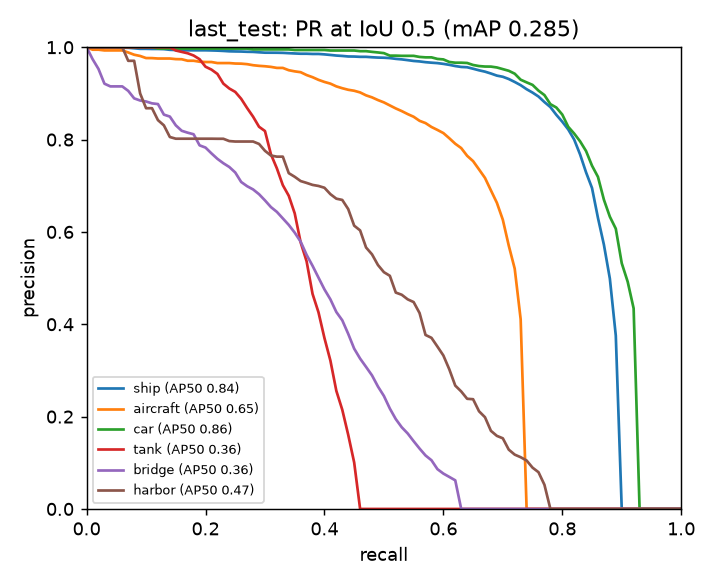 last_test: PR at IoU 0.5 (mAP 0.285)
precision
1.0
0.8
0.6
0.4
0.2
0.0
ship (AP50 0.84)
aircraft (AP50 0.65)
car (AP50 0.86)
tank (AP50 0.36)
bridge (AP50 0.36)
harbor (AP50 0.47)
0.0 0.2 0.4 0.6 0.8 1.0
recall